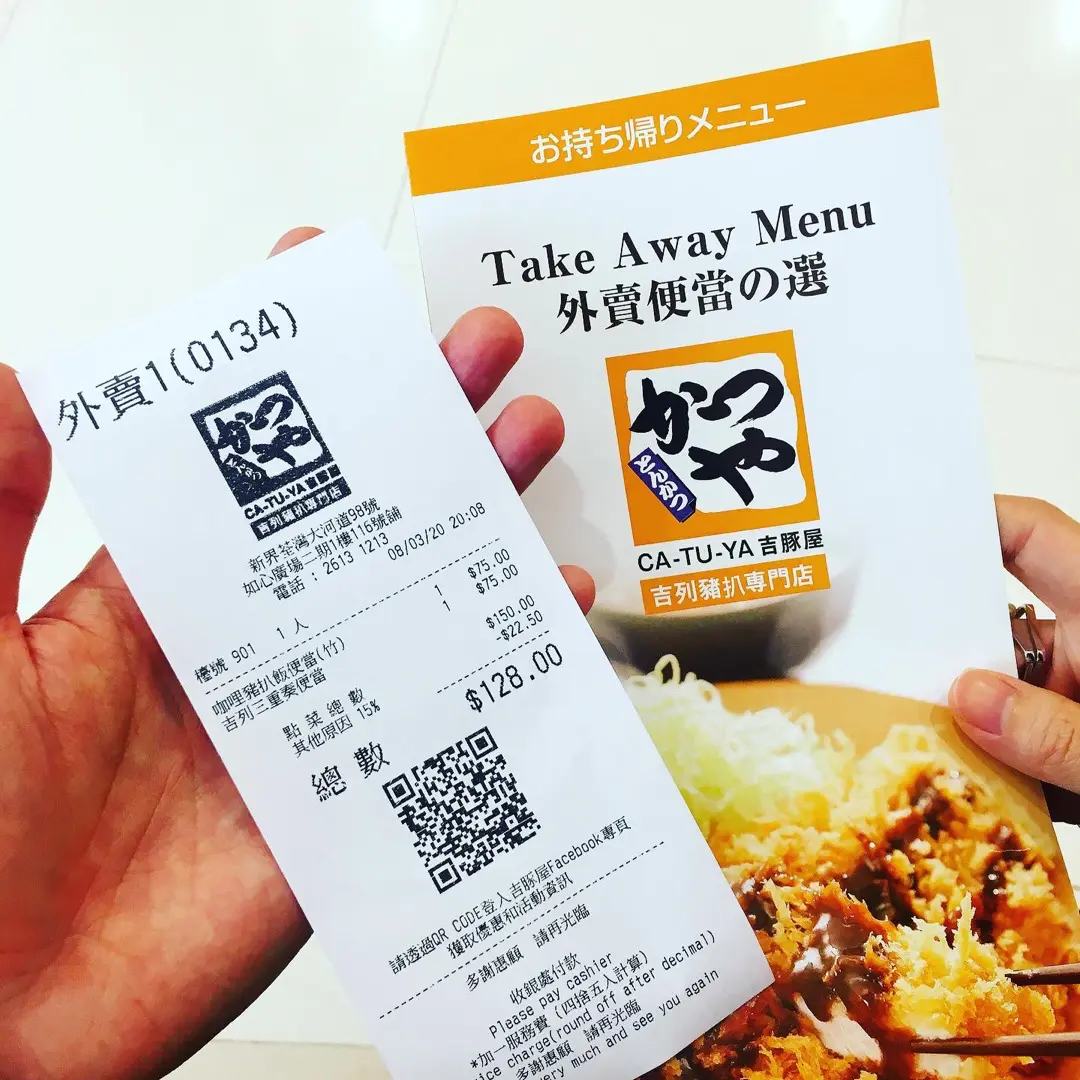 外賣1(0134)
かつや
とんかつ
CA-TU-YA吉豚屋
吉列豬扒專門店
新界荃灣大河道98號
如心廣場二期1樓116號舖
電話 : 2613 1213
08/03/20 20:08
檯號 901 1 人
咖哩豬扒飯便當(竹) 1 $75.00
吉列三重奏便當 1 $75.00
點 菜 總 數 $150.00
其他原因 15% -$22.50
總 數 $128.00
請透過QR CODE登入吉豚屋Facebook專頁
獲取優惠和活動資訊
多謝惠顧 請再光臨
收銀處付款
Please pay cashier
*加一服務費 (四捨五入計算)
charge(round off after decimal)
多謝惠顧 請再光臨
much and see you again
お持ち帰りメニュー
Take Away Menu
外賣便當の選
かつや
とんかつ
CA-TU-YA 吉豚屋
吉列豬扒專門店